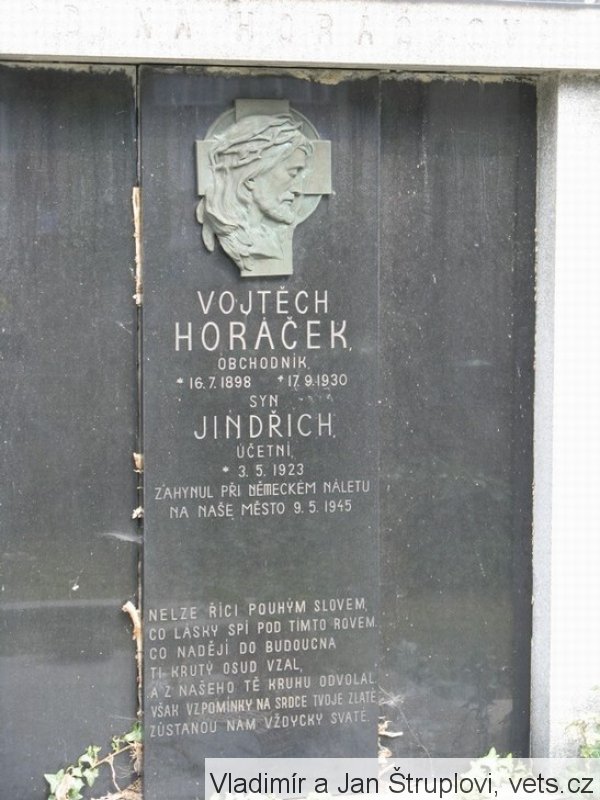 HORÁČ
VOJTĚCH
HORÁČEK,
OBCHODNÍK,
* 16.7.1898 † 17.9.1930
SYN
JINDŘICH,
ÚČETNÍ,
* 3. 5. 1923
ZAHYNUL PŘI NĚMECKÉM NÁLETU
NA NAŠE MĚSTO 9. 5. 1945
NELZE ŘÍCI POUHÝM SLOVEM,
CO LÁSKY SPÍ POD TÍMTO ROVEM.
CO NADĚJÍ DO BUDOUCNA
TI KRUTÝ OSUD VZAL,
A Z NAŠEHO TĚ KRUHU ODVOLAL.
VŠAK VZPOMÍNKY NA SRDCE TVOJE ZLATÉ
ZŮSTANOU NÁM VŽDYCKY SVATÉ.
Vladimír a Jan Štruplovi, vets.cz